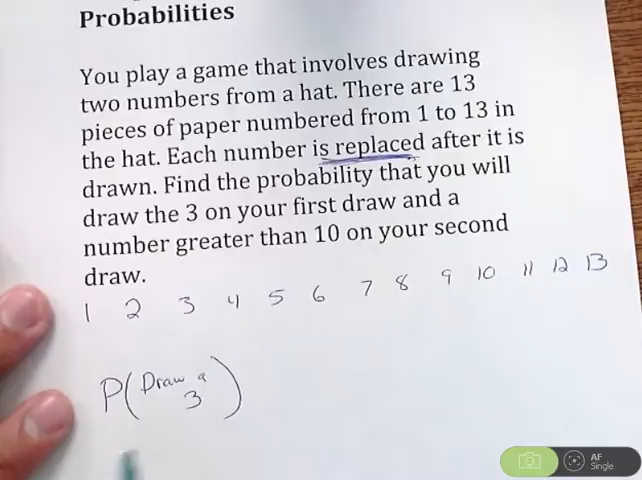 Probabilities
You play a game that involves drawing
two numbers from a hat. There are 13
pieces of paper numbered from 1 to 13 in
the hat. Each number is replaced after it is
drawn. Find the probability that you will
draw the 3 on your first draw and a
number greater than 10 on your second
draw.
1 2 3 4 5 6 7 8 9 10 11 12 13
P(Draw a
3)
AF
Single